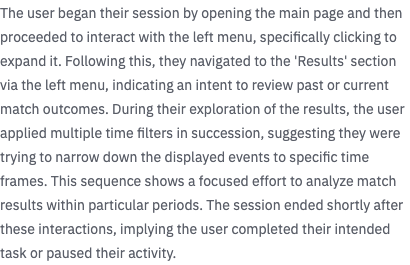 The user began their session by opening the main page and then
proceeded to interact with the left menu, specifically clicking to
expand it. Following this, they navigated to the 'Results' section
via the left menu, indicating an intent to review past or current
match outcomes. During their exploration of the results, the user
applied multiple time filters in succession, suggesting they were
trying to narrow down the displayed events to specific time
frames. This sequence shows a focused effort to analyze match
results within particular periods. The session ended shortly after
these interactions, implying the user completed their intended
task or paused their activity.